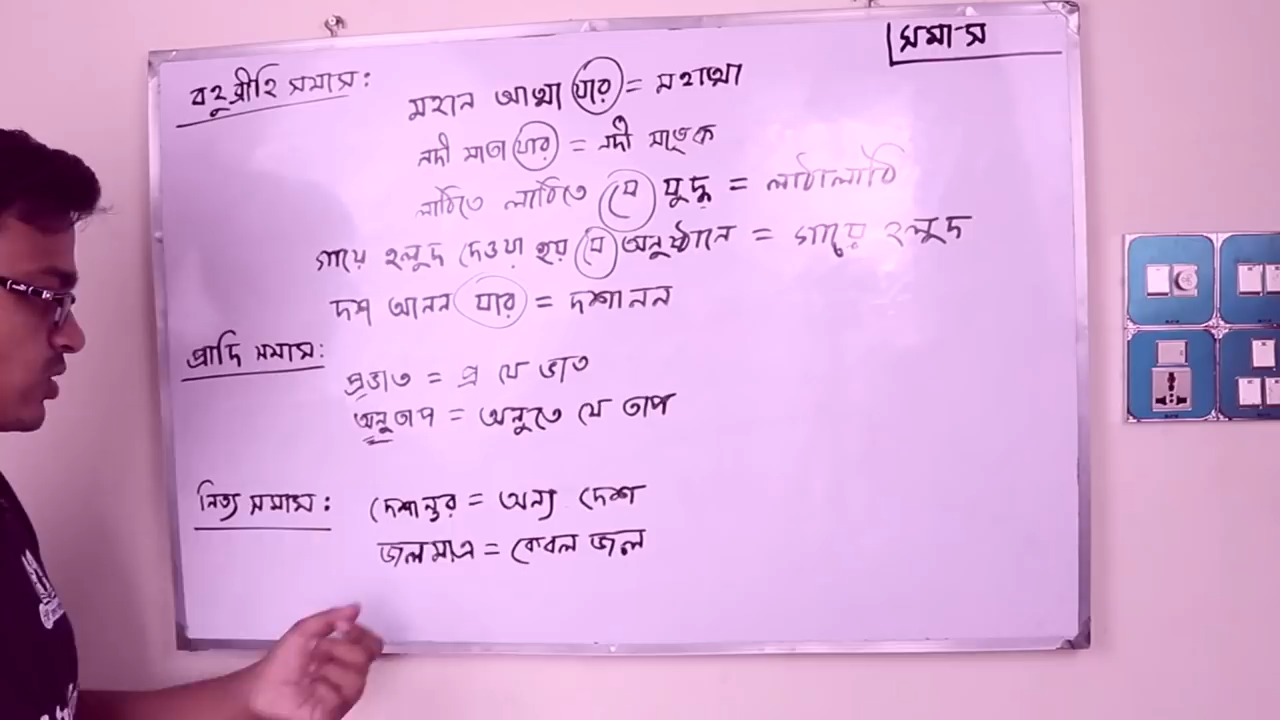 সমাস
বহুব্রীহি সমাস:
মহান আত্মা যার = মহাত্মা
নদী মাতা যার = নদী মাতৃক
লাঠিতে লাঠিতে যে যুদ্ধ = লাঠালাঠি
গায়ে হলুদ দেওয়া হয় যে অনুষ্ঠানে = গায়ে হলুদ
দশ আনন যার = দশানন
প্রাদি সমাস:
প্রভাত = প্র যে ভাত
অনুতাপ = অনুতে যে তাপ
নিত্য সমাস:
দেশান্তর = অন্য দেশ
জলমাত্র = কেবল জল